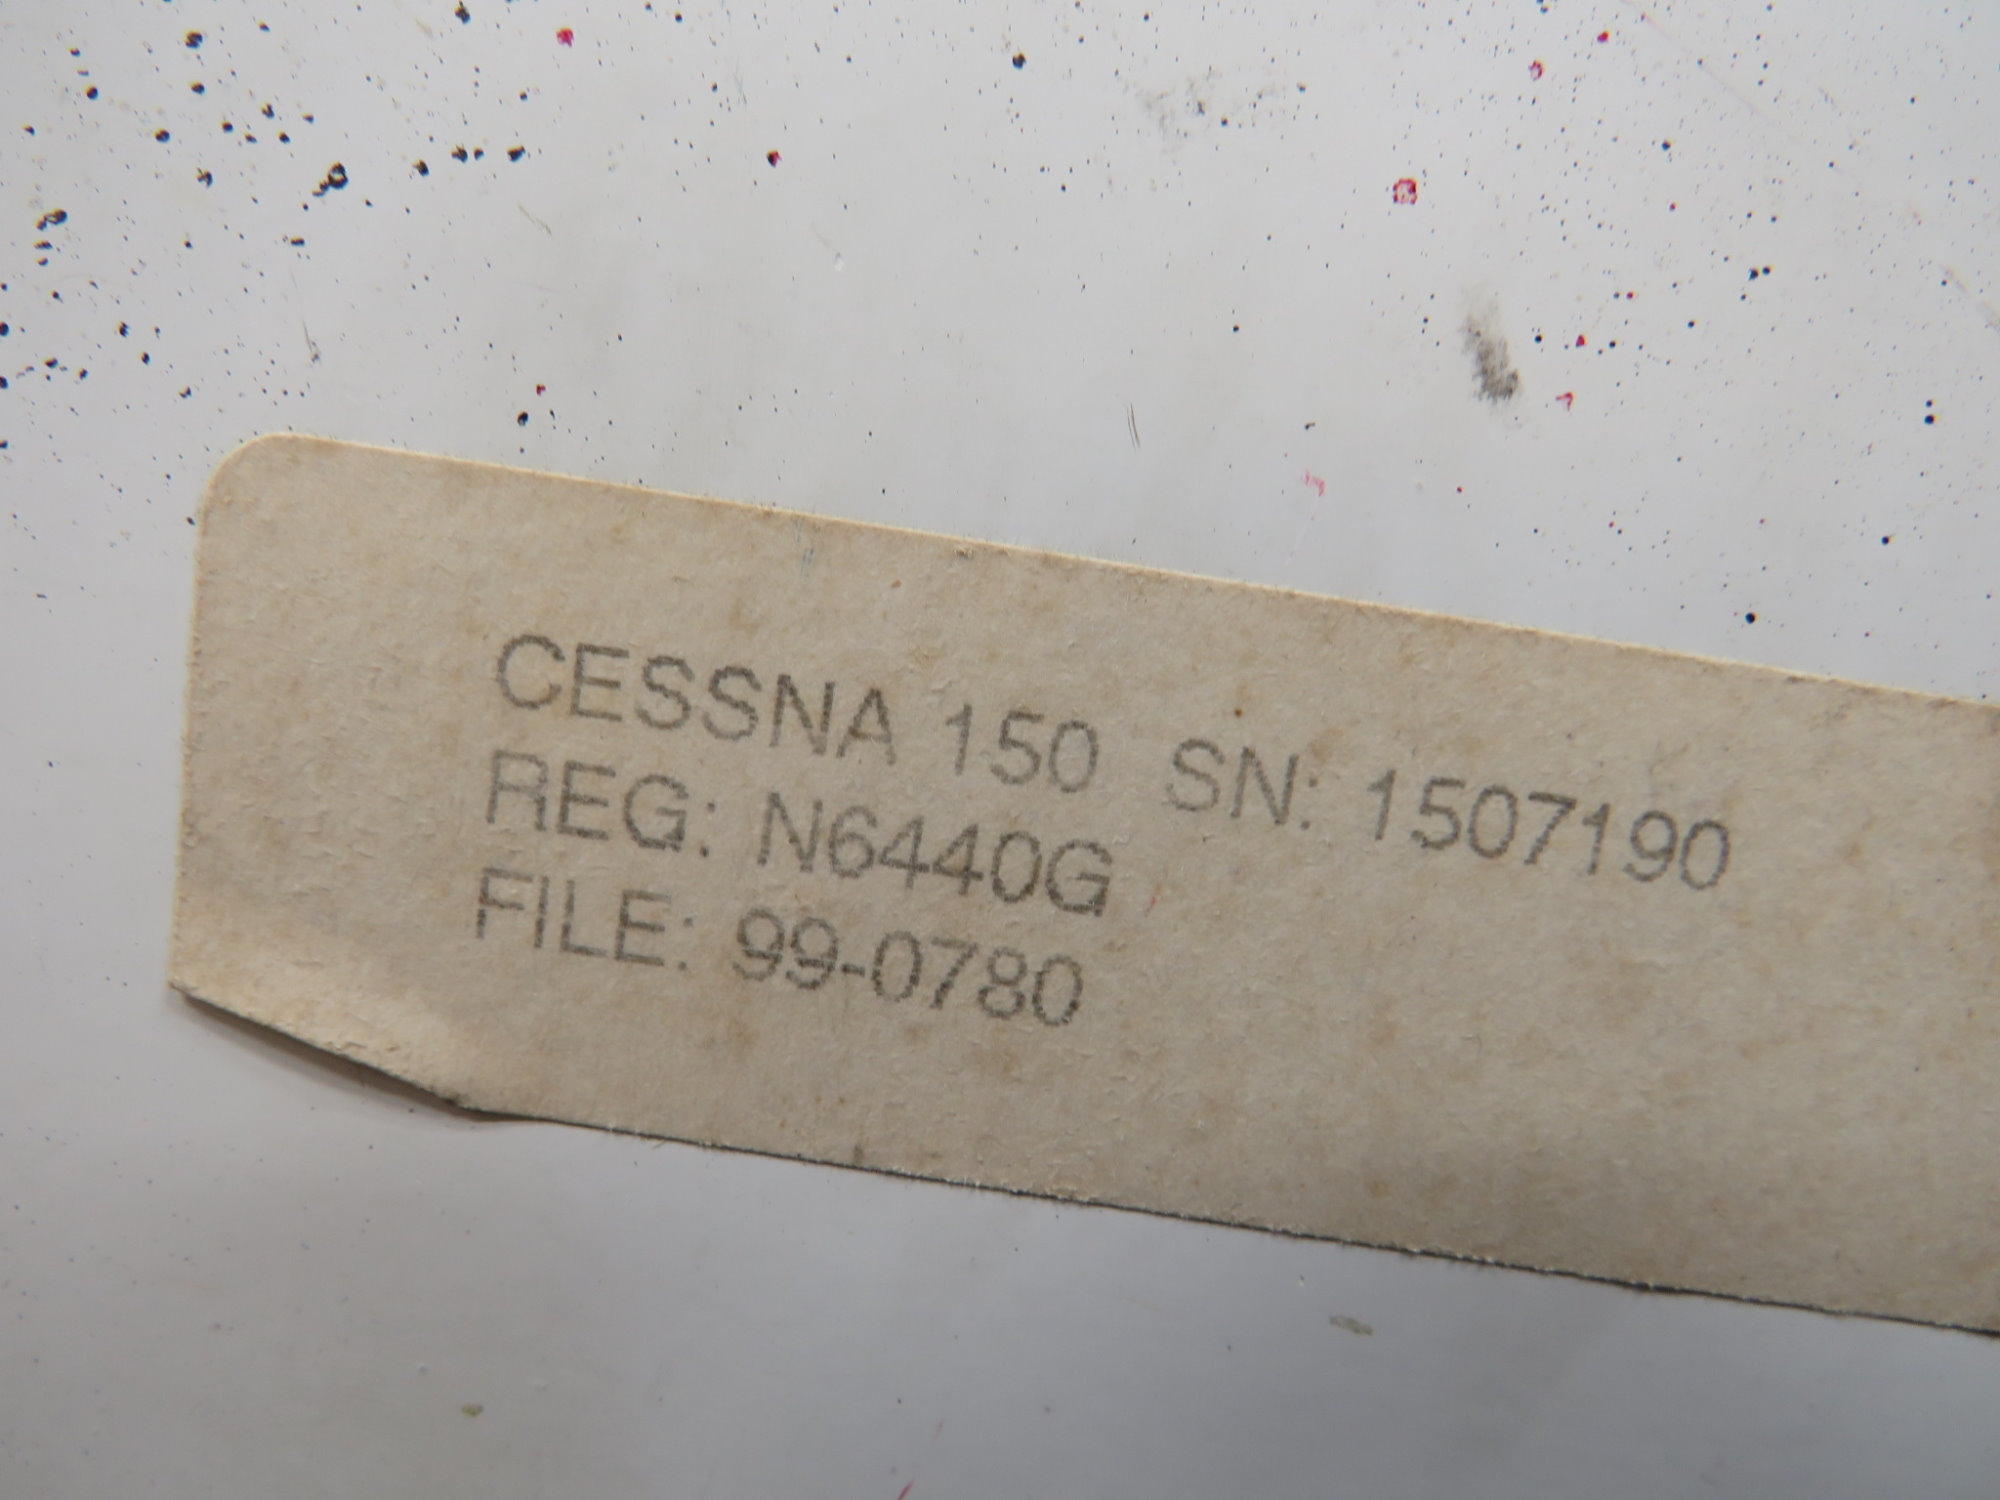 CESSNA 150 SN: 1507190
REG: N6440G
FILE: 99-0780